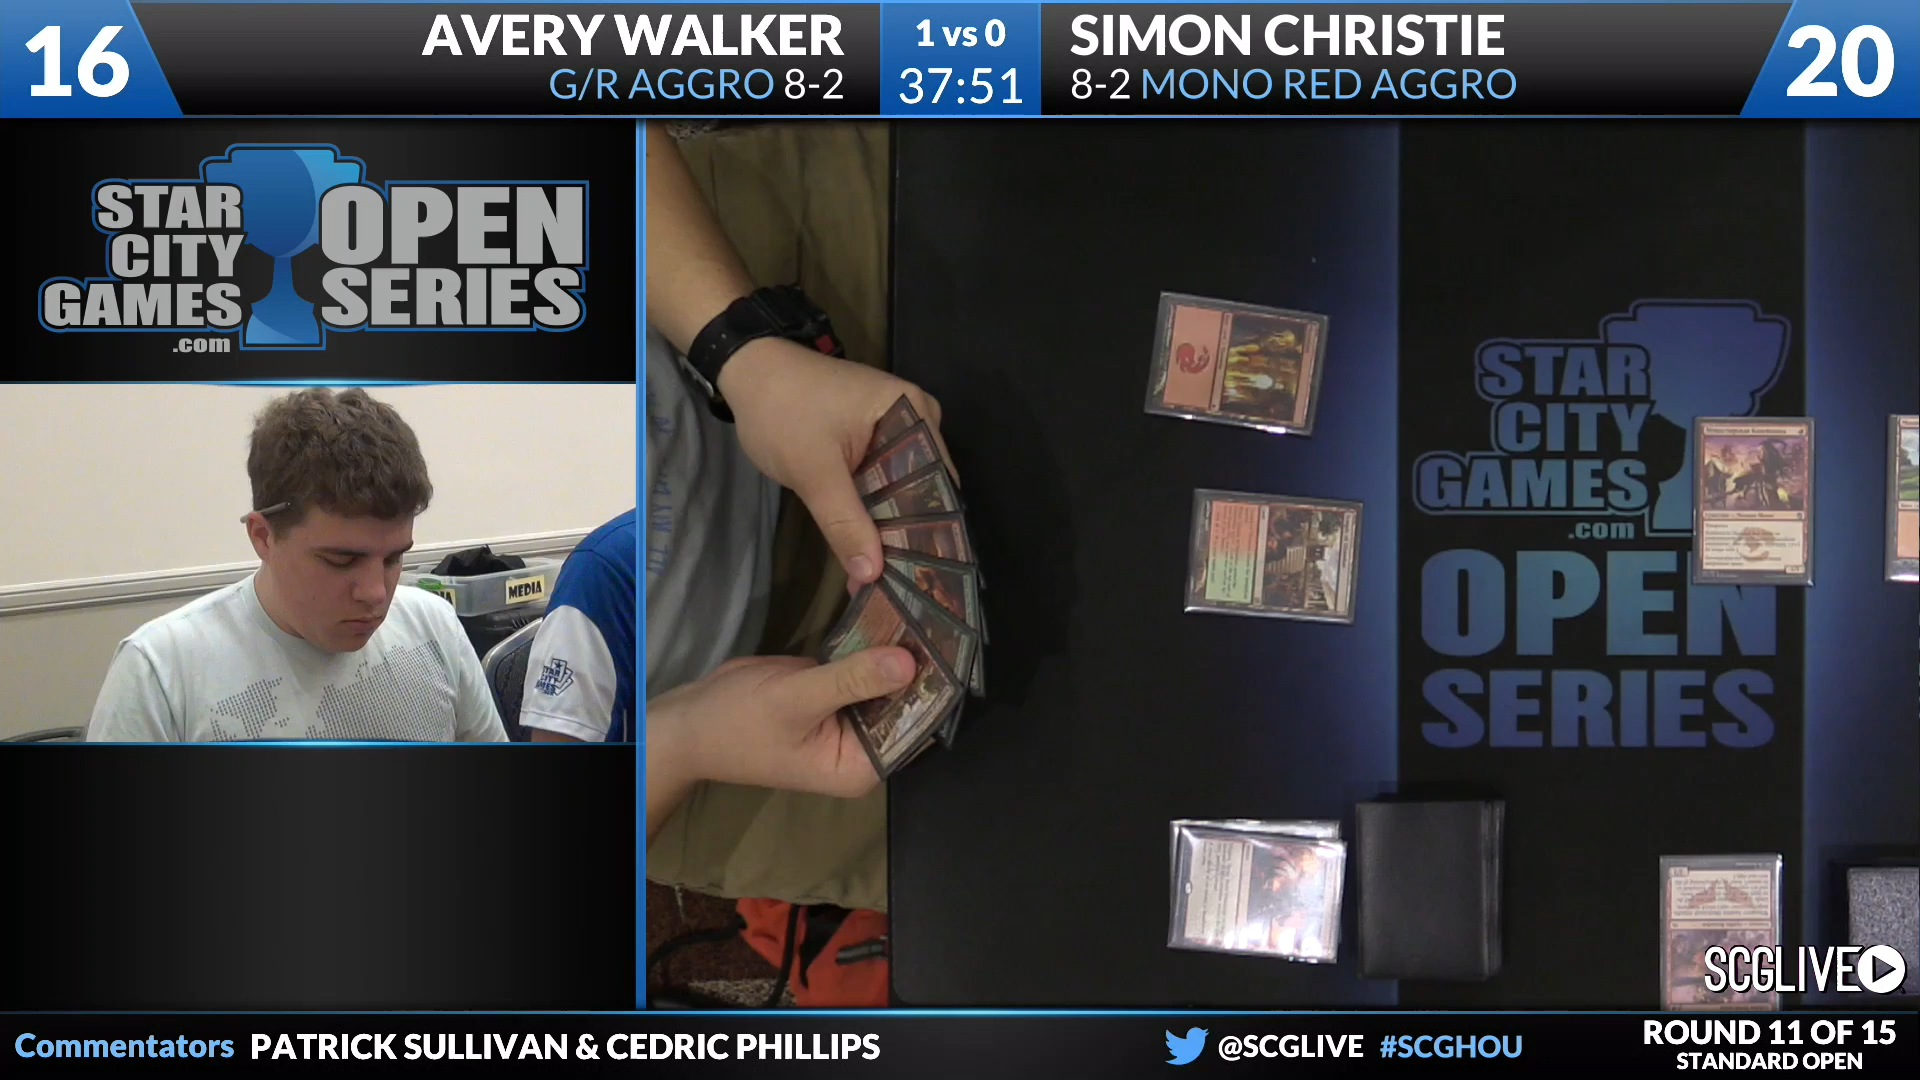 16
AVERY WALKER
G/R AGGRO 8-2
1 vs 0
37:51
SIMON CHRISTIE
8-2 MONO RED AGGRO
20
STAR CITY GAMES .com
OPEN SERIES
MEDIA
STAR
CITY
GAMES
.com
OPEN
SERIES
SCGLIVE
Commentators PATRICK SULLIVAN & CEDRIC PHILLIPS
@SCGLIVE #SCGHOU
ROUND 11 OF 15
STANDARD OPEN